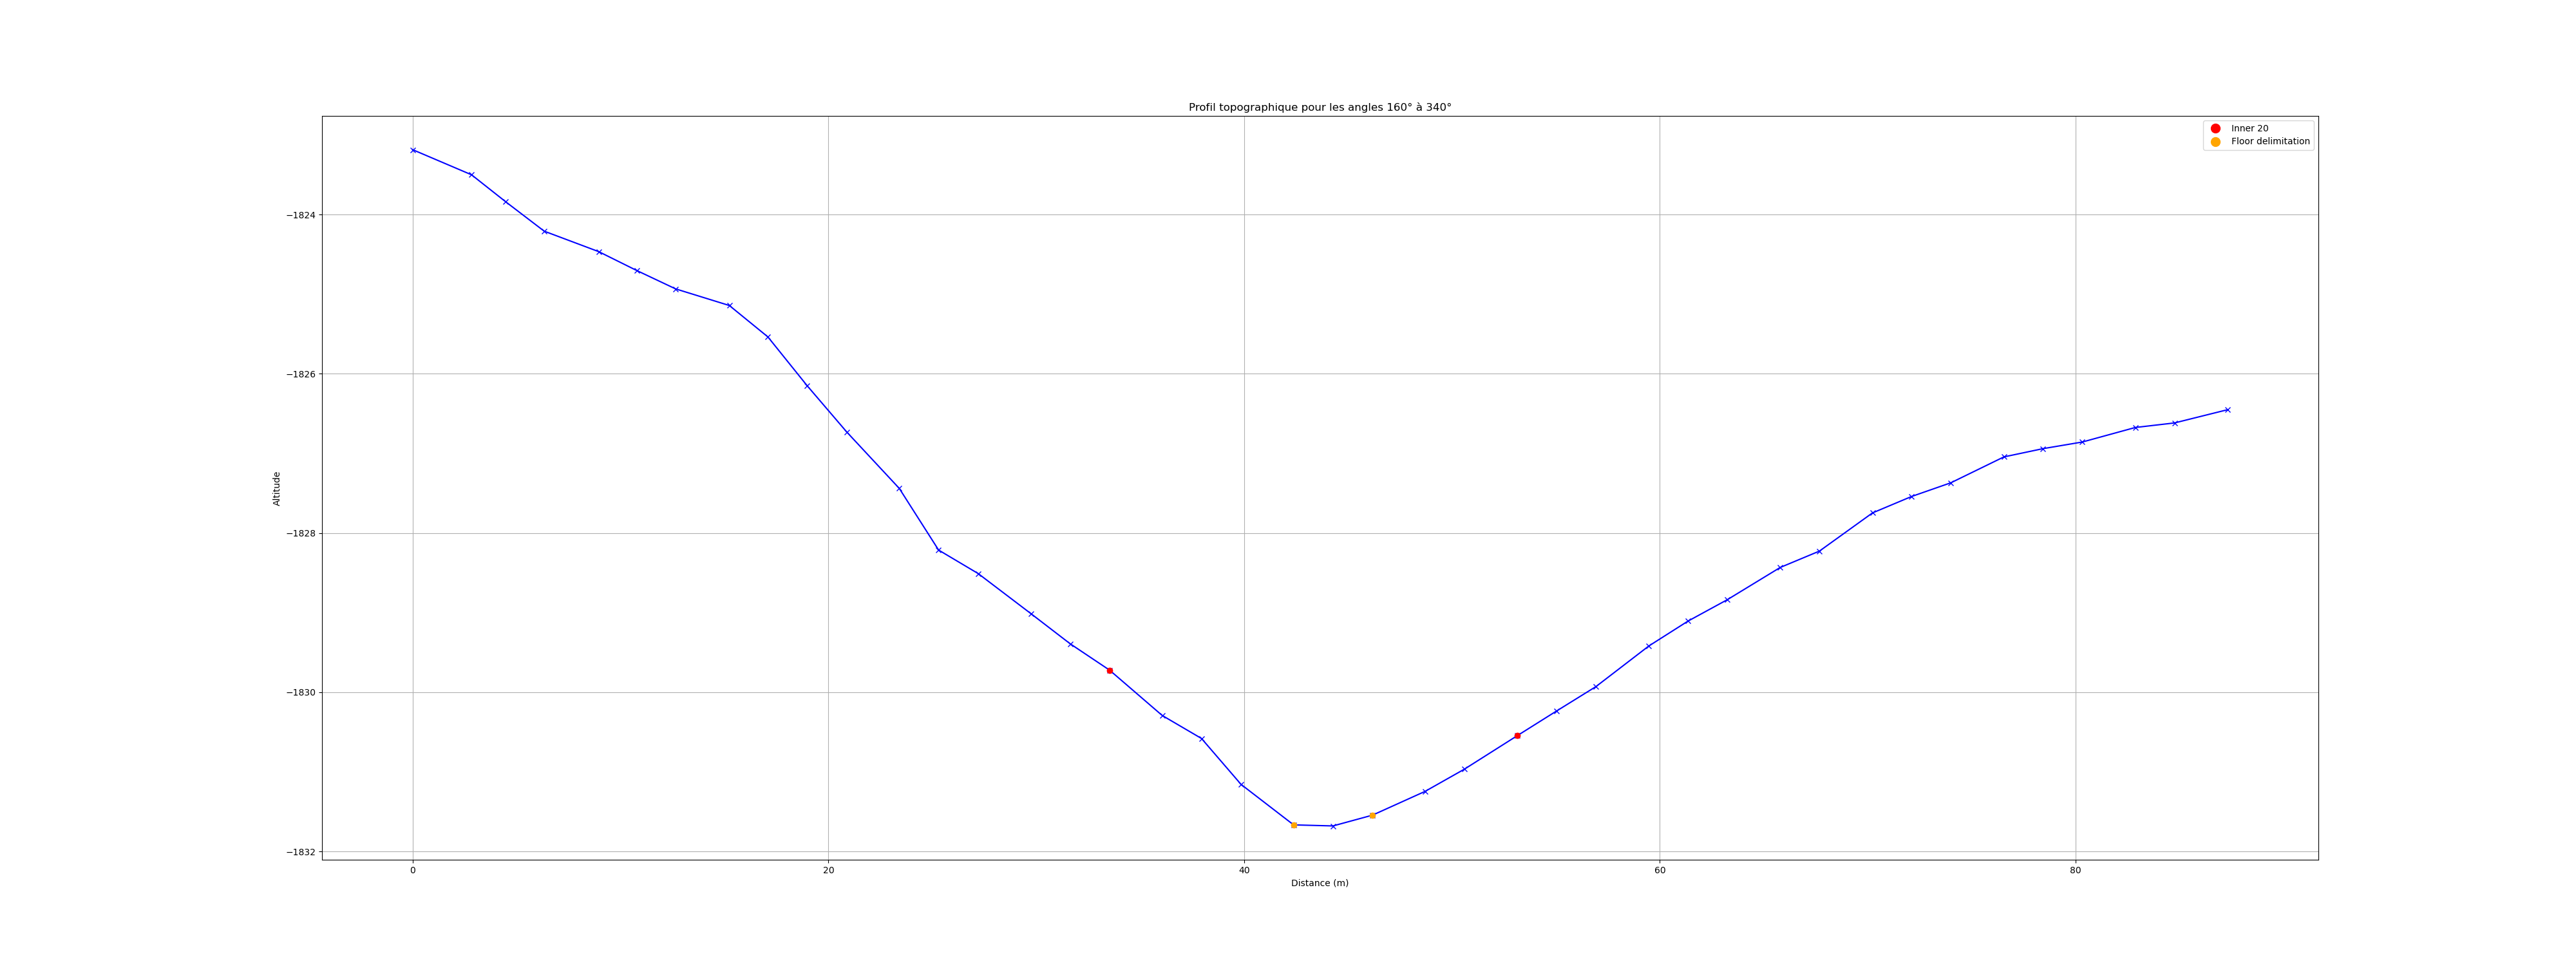 Profil topographique pour les angles 160° à 340°
Inner 20
Floor delimitation
−1824
−1826
−1828
−1830
−1832
Altitude
0 20 40 60 80
Distance (m)